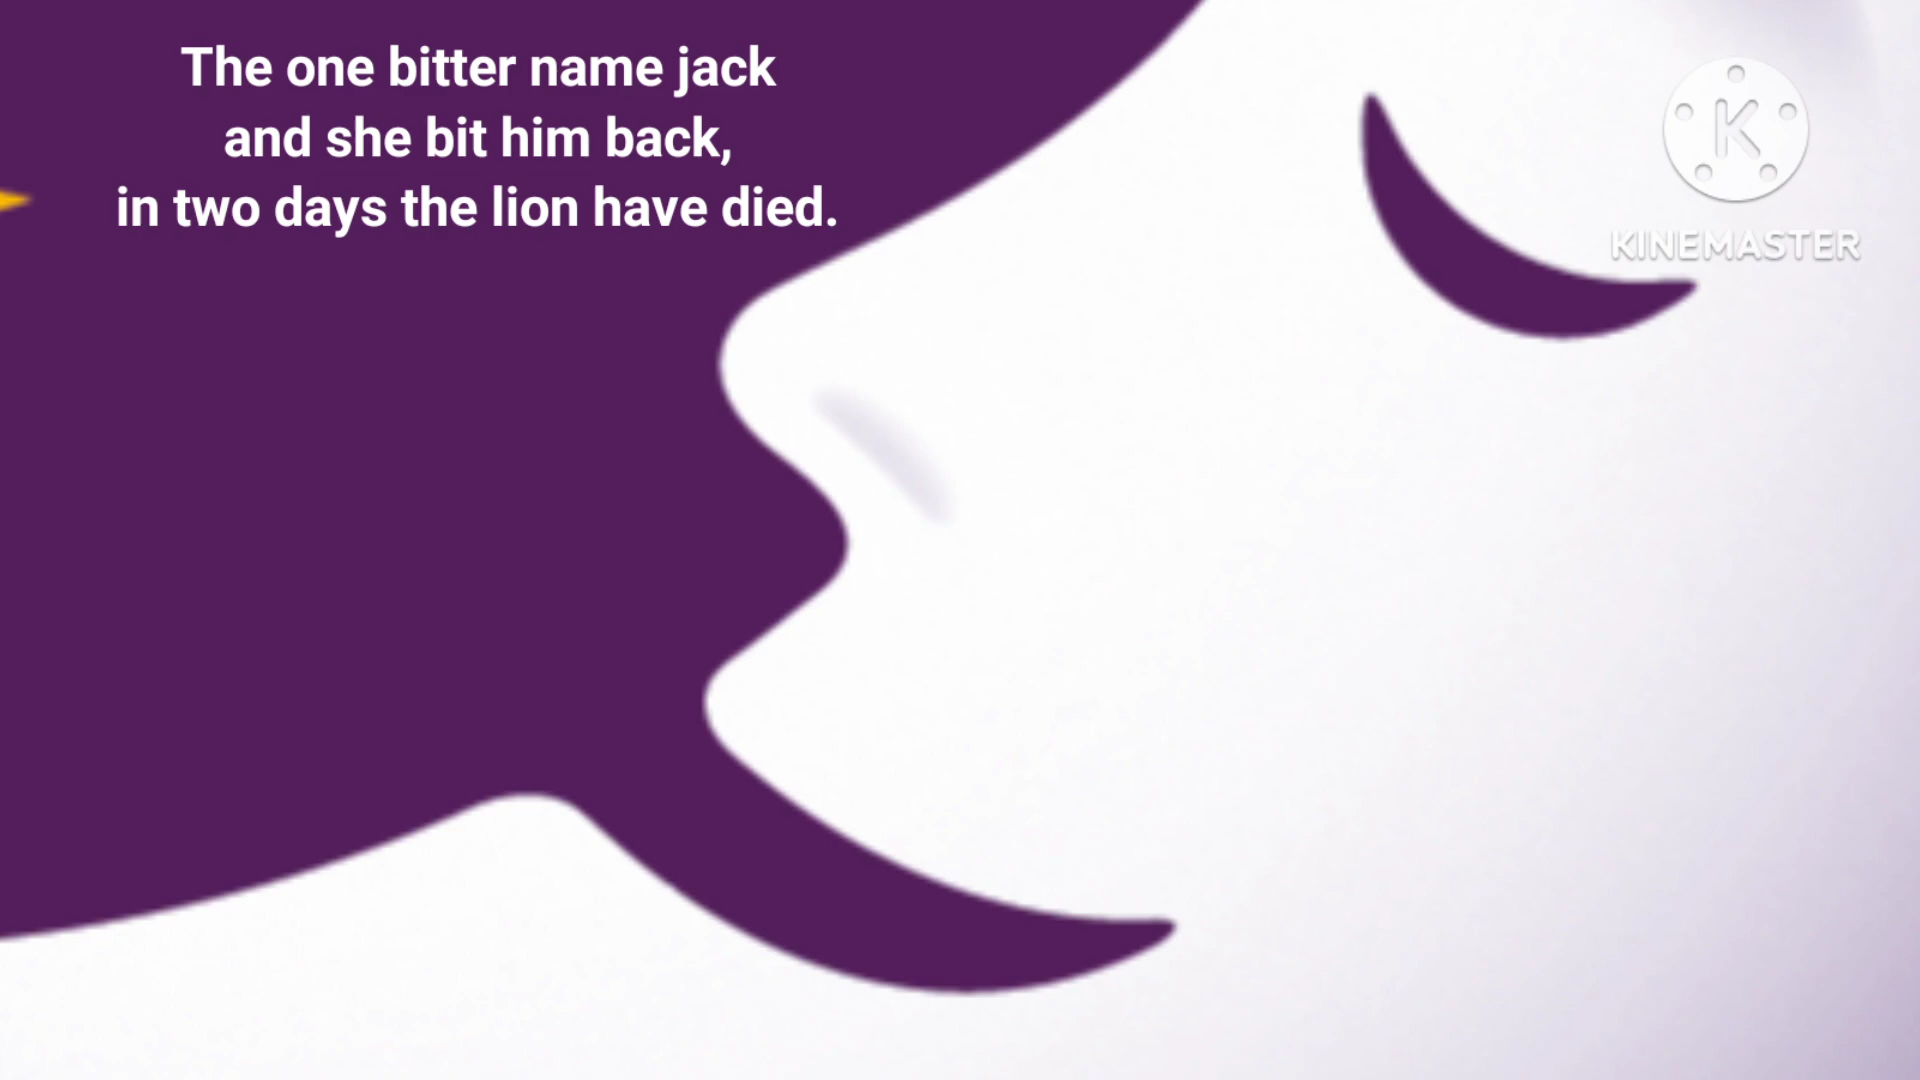 The one bitter name jack
and she bit him back,
in two days the lion have died.
K
KINEMASTER